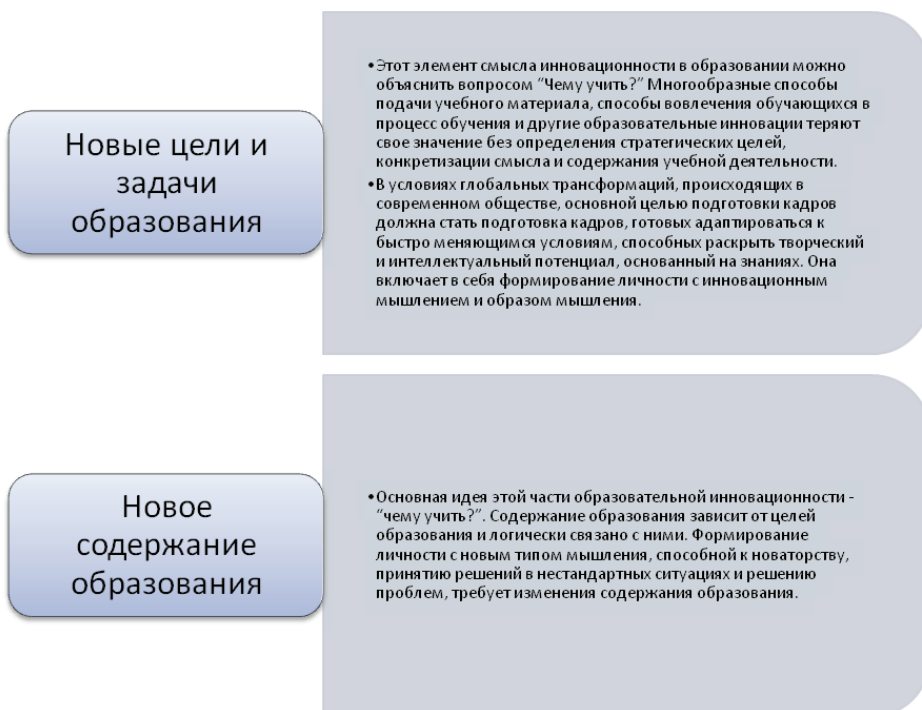 Новые цели и
задачи
образования
•Этот элемент смысла инновационности в образовании можно
объяснить вопросом “Чему учить?” Многообразные способы
подачи учебного материала, способы вовлечения обучающихся в
процесс обучения и другие образовательные инновации теряют
свое значение без определения стратегических целей,
конкретизации смысла и содержания учебной деятельности.
•В условиях глобальных трансформаций, происходящих в
современном обществе, основной целью подготовки кадров
должна стать подготовка кадров, готовых адаптироваться к
быстро меняющимся условиям, способных раскрыть творческий
и интеллектуальный потенциал, основанный на знаниях. Она
включает в себя формирование личности с инновационным
мышлением и образом мышления.
Новое
содержание
образования
•Основная идея этой части образовательной инновационности -
“чему учить?”. Содержание образования зависит от целей
образования и логически связано с ними. Формирование
личности с новым типом мышления, способной к новаторству,
принятию решений в нестандартных ситуациях и решению
проблем, требует изменения содержания образования.